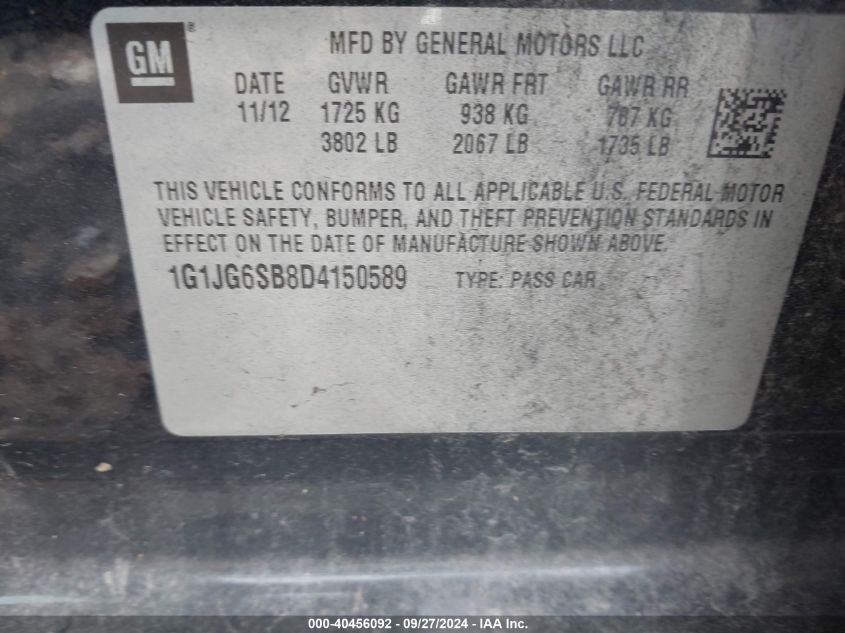 GM®
MFD BY GENERAL MOTORS LLC
DATE GVWR GAWR FRT GAWR RR
11/12 1725 KG 938 KG 787 KG
3802 LB 2067 LB 1735 LB
THIS VEHICLE CONFORMS TO ALL APPLICABLE U.S. FEDERAL MOTOR
VEHICLE SAFETY, BUMPER, AND THEFT PREVENTION STANDARDS IN
EFFECT ON THE DATE OF MANUFACTURE SHOWN ABOVE.
1G1JG6SB8D4150589 TYPE: PASS CAR
000-40456092 - 09/27/2024 - IAA Inc.